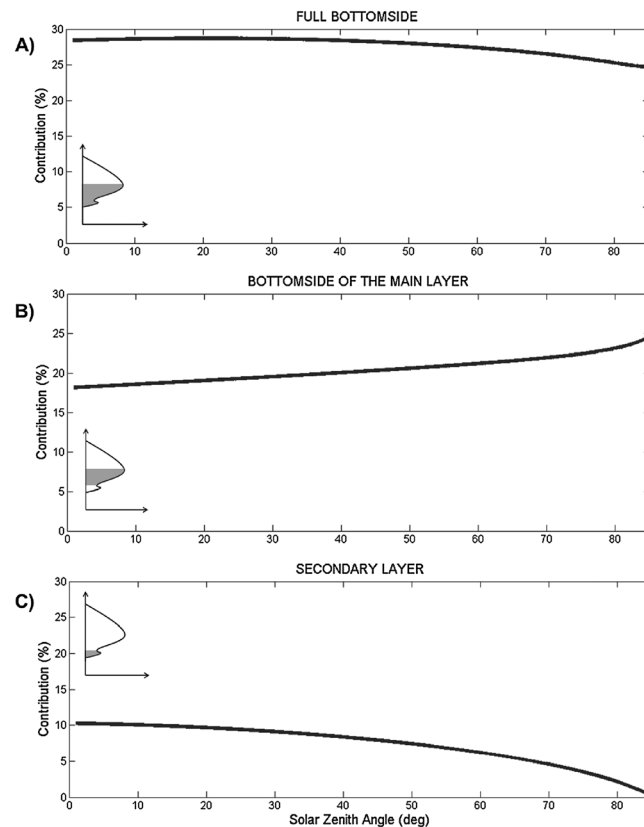 FULL BOTTOMSIDE
A)
Contribution (%)
30
25
20
15
10
5
0
0 10 20 30 40 50 60 70 80
BOTTOMSIDE OF THE MAIN LAYER
B)
Contribution (%)
30
25
20
15
10
5
0
0 10 20 30 40 50 60 70 80
SECONDARY LAYER
C)
Contribution (%)
30
25
20
15
10
5
0
0 10 20 30 40 50 60 70 80
Solar Zenith Angle (deg)